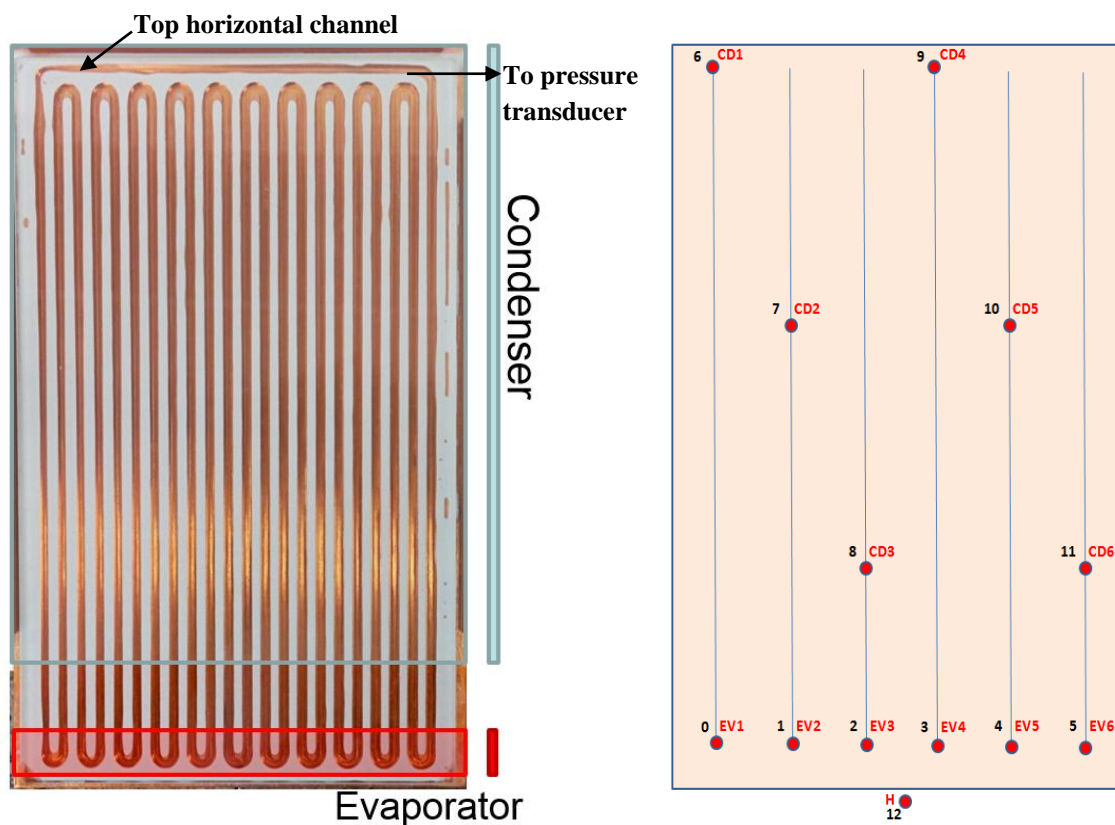 Top horizontal channel
To pressure
transducer
Condenser
Evaporator
6 CD1
9 CD4
7 CD2
10 CD5
8 CD3
11 CD6
0 EV1
1 EV2
2 EV3
3 EV4
4 EV5
5 EV6
H
12